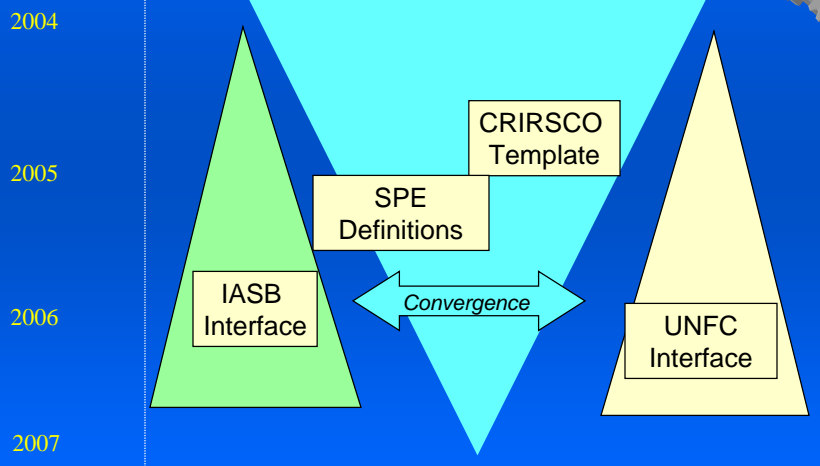 2004
CRIRSCO
Template
2005
SPE
Definitions
IASB
Interface
Convergence
2006
UNFC
Interface
2007